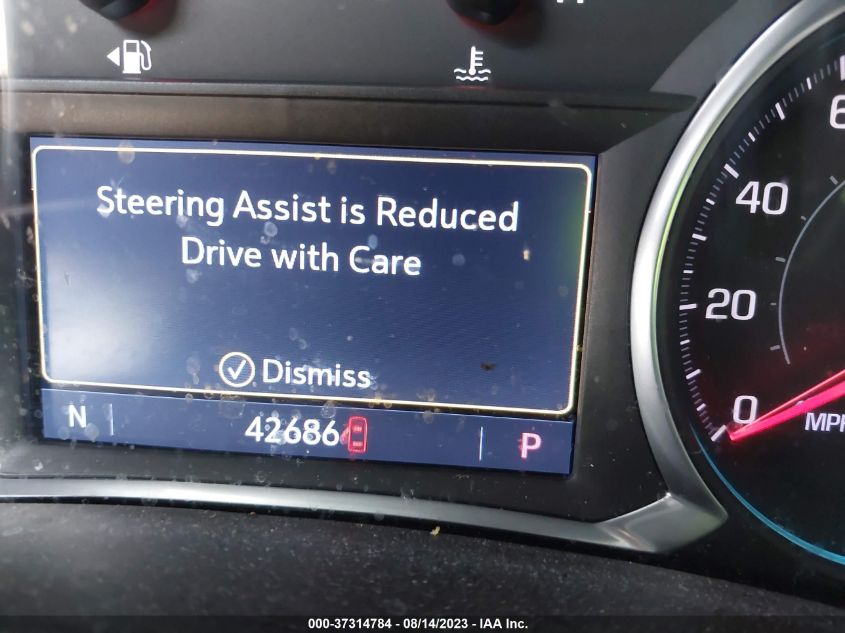 Steering Assist is Reduced
Drive with Care
Dismiss
N 42686 P
60
40
20
0
MPH
000-37314784 - 08/14/2023 - IAA Inc.